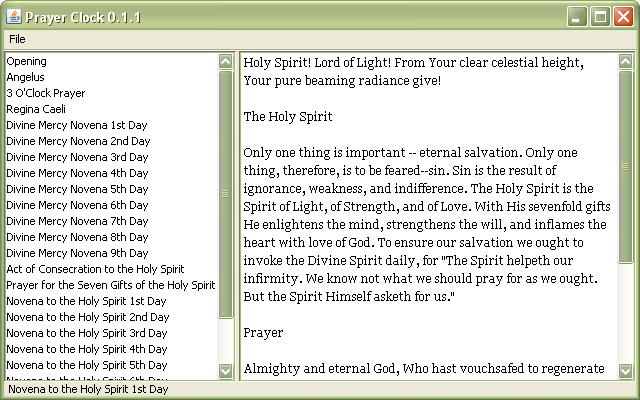 Prayer Clock 0.1.1
File
Opening
Angelus
3 O'Clock Prayer
Regina Caeli
Divine Mercy Novena 1st Day
Divine Mercy Novena 2nd Day
Divine Mercy Novena 3rd Day
Divine Mercy Novena 4th Day
Divine Mercy Novena 5th Day
Divine Mercy Novena 6th Day
Divine Mercy Novena 7th Day
Divine Mercy Novena 8th Day
Divine Mercy Novena 9th Day
Act of Consecration to the Holy Spirit
Prayer for the Seven Gifts of the Holy Spirit
Novena to the Holy Spirit 1st Day
Novena to the Holy Spirit 2nd Day
Novena to the Holy Spirit 3rd Day
Novena to the Holy Spirit 4th Day
Novena to the Holy Spirit 5th Day
Novena to the Holy Spirit 6th Day
Holy Spirit! Lord of Light! From Your clear celestial height,
Your pure beaming radiance give!
The Holy Spirit
Only one thing is important -- eternal salvation. Only one
thing, therefore, is to be feared--sin. Sin is the result of
ignorance, weakness, and indifference. The Holy Spirit is the
Spirit of Light, of Strength, and of Love. With His sevenfold gifts
He enlightens the mind, strengthens the will, and inflames the
heart with love of God. To ensure our salvation we ought to
invoke the Divine Spirit daily, for "The Spirit helpeth our
infirmity. We know not what we should pray for as we ought.
But the Spirit Himself asketh for us."
Prayer
Almighty and eternal God, Who hast vouchsafed to regenerate
Novena to the Holy Spirit 1st Day